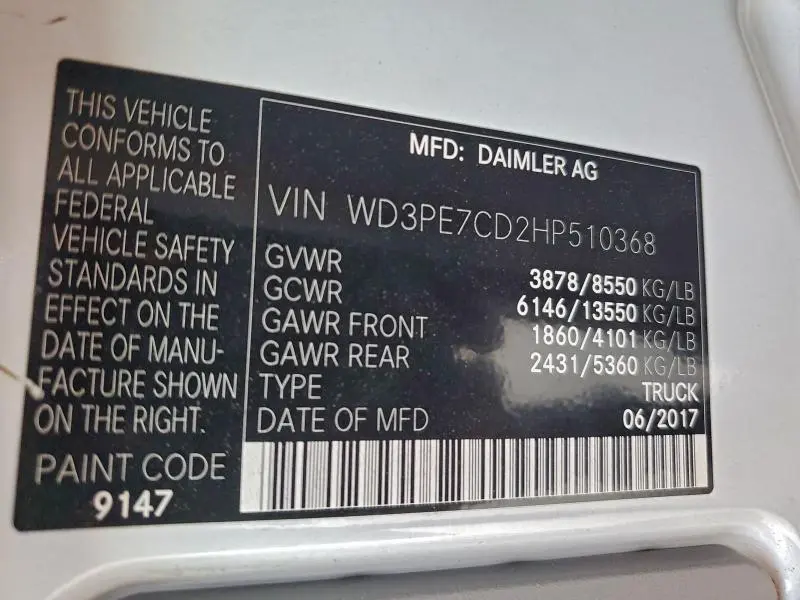 THIS VEHICLE
CONFORMS TO
ALL APPLICABLE
FEDERAL
VEHICLE SAFETY
STANDARDS IN
EFFECT ON THE
DATE OF MANU-
FACTURE SHOWN
ON THE RIGHT.
PAINT CODE
9147
MFD: DAIMLER AG
VIN WD3PE7CD2HP510368
GVWR 3878/8550 KG/LB
GCWR 6146/13550 KG/LB
GAWR FRONT 1860/4101 KG/LB
GAWR REAR 2431/5360 KG/LB
TYPE TRUCK
DATE OF MFD 06/2017